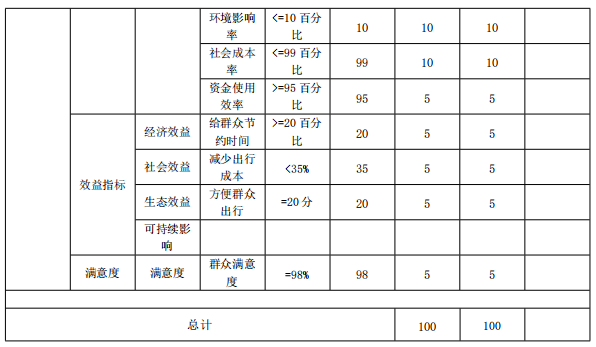 环境影响率 <=10 百分比 10 10 10
社会成本率 <=99 百分比 99 10 10
资金使用效率 >=95 百分比 95 5 5
效益指标 经济效益 给群众节约时间 >=20 百分比 20 5 5
社会效益 减少出行成本 <35% 35 5 5
生态效益 方便群众出行 =20 分 20 5 5
可持续影响
满意度 满意度 群众满意度 =98% 98 5 5
总计 100 100